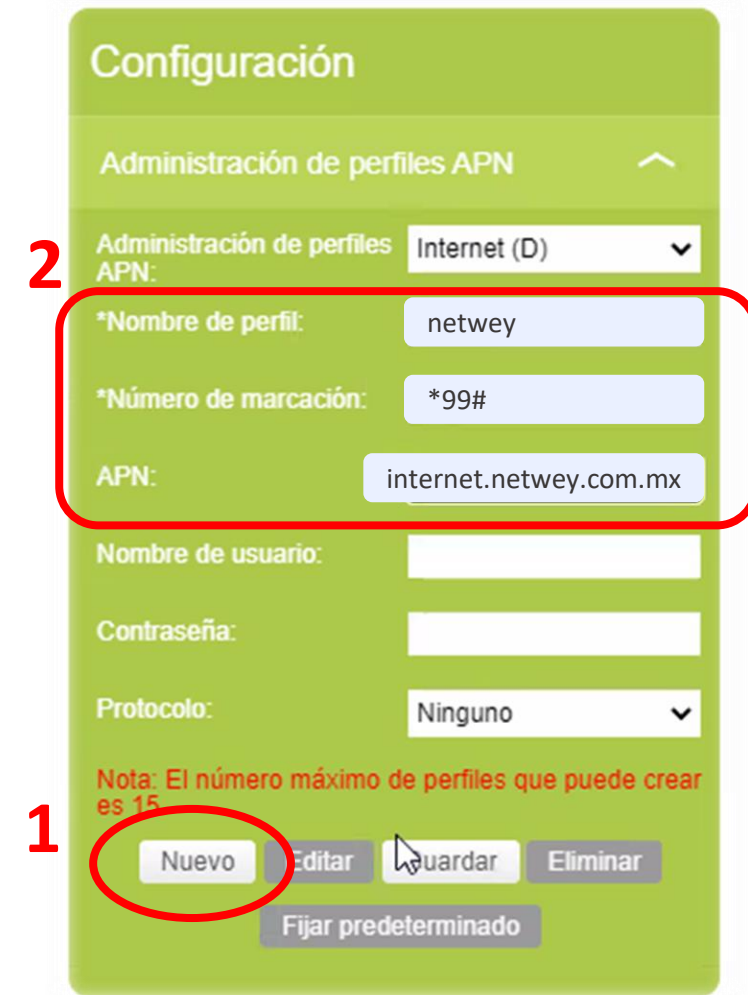 Configuración
Administración de perfiles APN
2
Administración de perfiles
APN:
Internet (D)
*Nombre de perfil: netwey
*Número de marcación: *99#
APN: internet.netwey.com.mx
Nombre de usuario:
Contraseña:
Protocolo: Ninguno
Nota: El número máximo de perfiles que puede crear
es 15
1
Nuevo Editar Guardar Eliminar
Fijar predeterminado